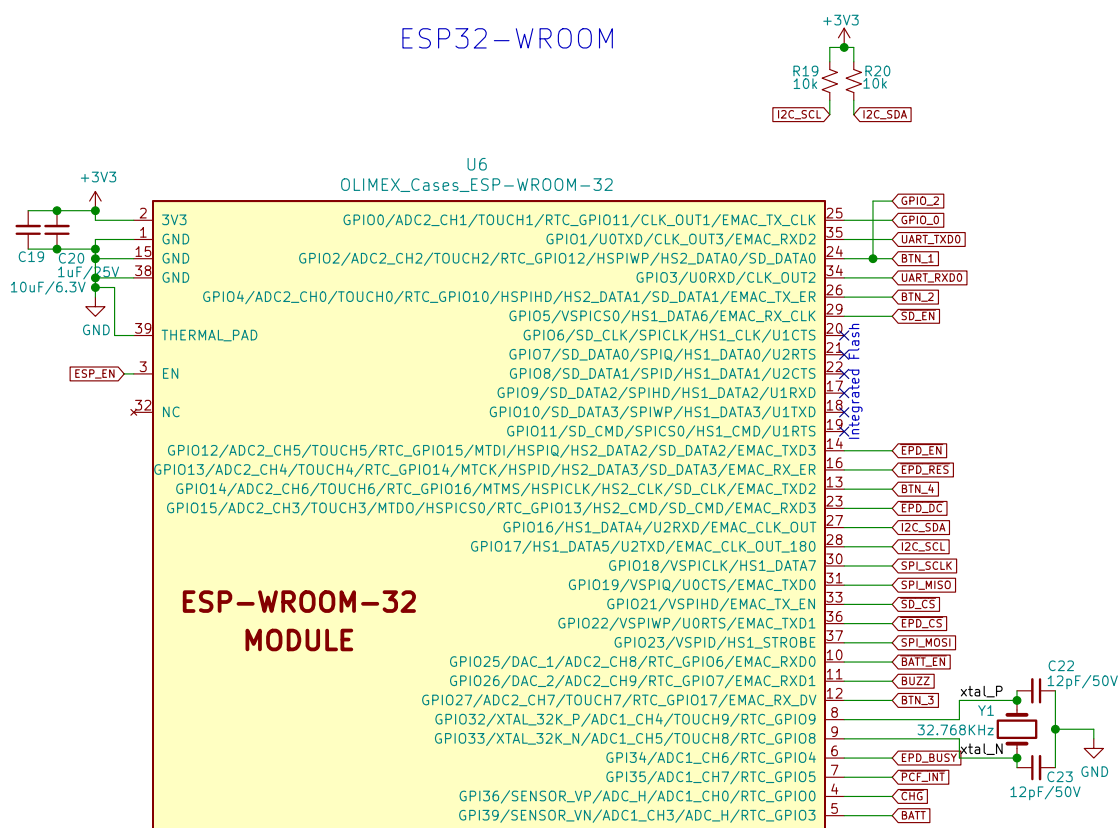 ESP32-WROOM
+3V3
R19
10k
R20
10k
I2C_SCL
I2C_SDA
U6
OLIMEX_Cases_ESP-WROOM-32
+3V3
C19
10uF/6.3V
C20
1uF/25V
GND
ESP_EN
2 3V3
1 GND
15 GND
38 GND
39 THERMAL_PAD
3 EN
32 NC
ESP-WROOM-32
MODULE
GPIO_2
GPIO0/ADC2_CH1/TOUCH1/RTC_GPIO11/CLK_OUT1/EMAC_TX_CLK 25 GPIO_0
GPIO1/U0TXD/CLK_OUT3/EMAC_RXD2 35 UART_TXD0
GPIO2/ADC2_CH2/TOUCH2/RTC_GPIO12/HSPIWP/HS2_DATA0/SD_DATA0 24 BTN_1
GPIO3/U0RXD/CLK_OUT2 34 UART_RXD0
GPIO4/ADC2_CH0/TOUCH0/RTC_GPIO10/HSPIHD/HS2_DATA1/SD_DATA1/EMAC_TX_ER 26 BTN_2
GPIO5/VSPICS0/HS1_DATA6/EMAC_RX_CLK 29 SD_EN
GPIO6/SD_CLK/SPICLK/HS1_CLK/U1CTS 20
GPIO7/SD_DATA0/SPIQ/HS1_DATA0/U2RTS 21
GPIO8/SD_DATA1/SPID/HS1_DATA1/U2CTS 22
GPIO9/SD_DATA2/SPIHD/HS1_DATA2/U1RXD 17
GPIO10/SD_DATA3/SPIWP/HS1_DATA3/U1TXD 18
GPIO11/SD_CMD/SPICS0/HS1_CMD/U1RTS 19
Integrated Flash
GPIO12/ADC2_CH5/TOUCH5/RTC_GPIO15/MTDI/HSPIQ/HS2_DATA2/SD_DATA2/EMAC_TXD3 14 EPD_EN
GPIO13/ADC2_CH4/TOUCH4/RTC_GPIO14/MTCK/HSPID/HS2_DATA3/SD_DATA3/EMAC_RX_ER 16 EPD_RES
GPIO14/ADC2_CH6/TOUCH6/RTC_GPIO16/MTMS/HSPICLK/HS2_CLK/SD_CLK/EMAC_TXD2 13 BTN_4
GPIO15/ADC2_CH3/TOUCH3/MTDO/HSPICS0/RTC_GPIO13/HS2_CMD/SD_CMD/EMAC_RXD3 23 EPD_DC
GPIO16/HS1_DATA4/U2RXD/EMAC_CLK_OUT 27 I2C_SDA
GPIO17/HS1_DATA5/U2TXD/EMAC_CLK_OUT_180 28 I2C_SCL
GPIO18/VSPICLK/HS1_DATA7 30 SPI_SCLK
GPIO19/VSPIQ/U0CTS/EMAC_TXD0 31 SPI_MISO
GPIO21/VSPIHD/EMAC_TX_EN 33 SD_CS
GPIO22/VSPIWP/U0RTS/EMAC_TXD1 36 EPD_CS
GPIO23/VSPID/HS1_STROBE 37 SPI_MOSI
GPIO25/DAC_1/ADC2_CH8/RTC_GPIO6/EMAC_RXD0 10 BATT_EN
GPIO26/DAC_2/ADC2_CH9/RTC_GPIO7/EMAC_RXD1 11 BUZZ
GPIO27/ADC2_CH7/TOUCH7/RTC_GPIO17/EMAC_RX_DV 12 BTN_3
GPIO32/XTAL_32K_P/ADC1_CH4/TOUCH9/RTC_GPIO9 8
GPIO33/XTAL_32K_N/ADC1_CH5/TOUCH8/RTC_GPIO8 9
GPI34/ADC1_CH6/RTC_GPIO4 6 EPD_BUSY
GPI35/ADC1_CH7/RTC_GPIO5 7 PCF_INT
GPI36/SENSOR_VP/ADC_H/ADC1_CH0/RTC_GPIO0 4 CHG
GPI39/SENSOR_VN/ADC1_CH3/ADC_H/RTC_GPIO3 5 BATT
C22
12pF/50V
xtal_P
Y1
32.768KHz
xtal_N
C23
12pF/50V
GND